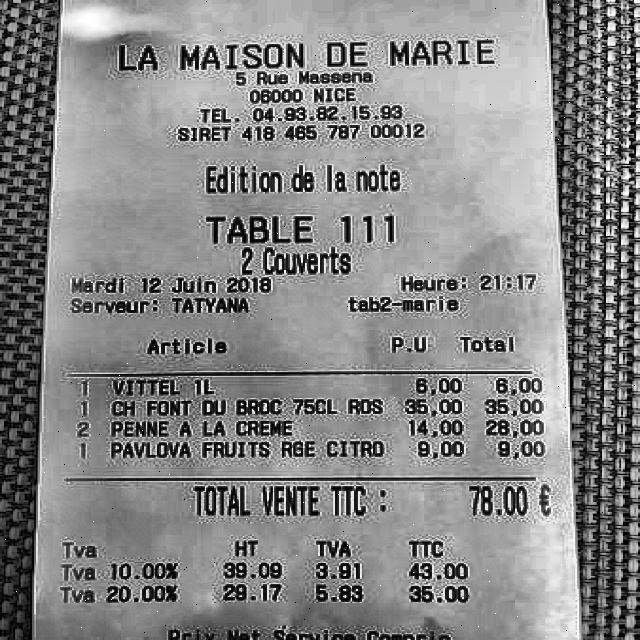 LA MAISON DE MARIE
5 Rue Massena
06000 NICE
TEL. 04.93.82.15.93
SIRET 418 465 787 00012
Edition de la note
TABLE 111
2 Couverts
Mardi 12 Juin 2018 Heure: 21:17
Serveur: TATYANA tab2-marie
Article P.U Total
1 VITTEL 1L 6,00 6,00
1 CH FONT DU BROC 75CL ROS 35,00 35,00
2 PENNE A LA CREME 14,00 28,00
1 PAVLOVA FRUITS RGE CITRO 9,00 9,00
TOTAL VENTE TTC : 78.00 €
Tva HT TVA TTC
Tva 10.00% 39.09 3.91 43.00
Tva 20.00% 29.17 5.83 35.00
Prix Net Service Compris